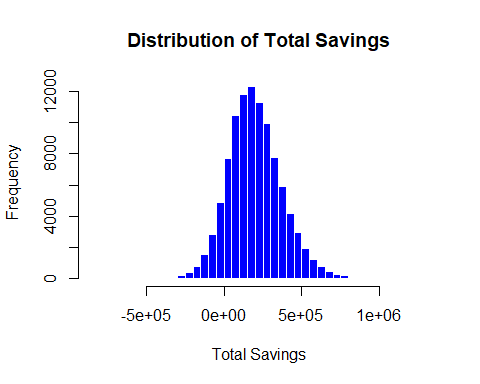 Distribution of Total Savings
Frequency
12000
8000
4000
0
-5e+05 0e+00 5e+05 1e+06
Total Savings